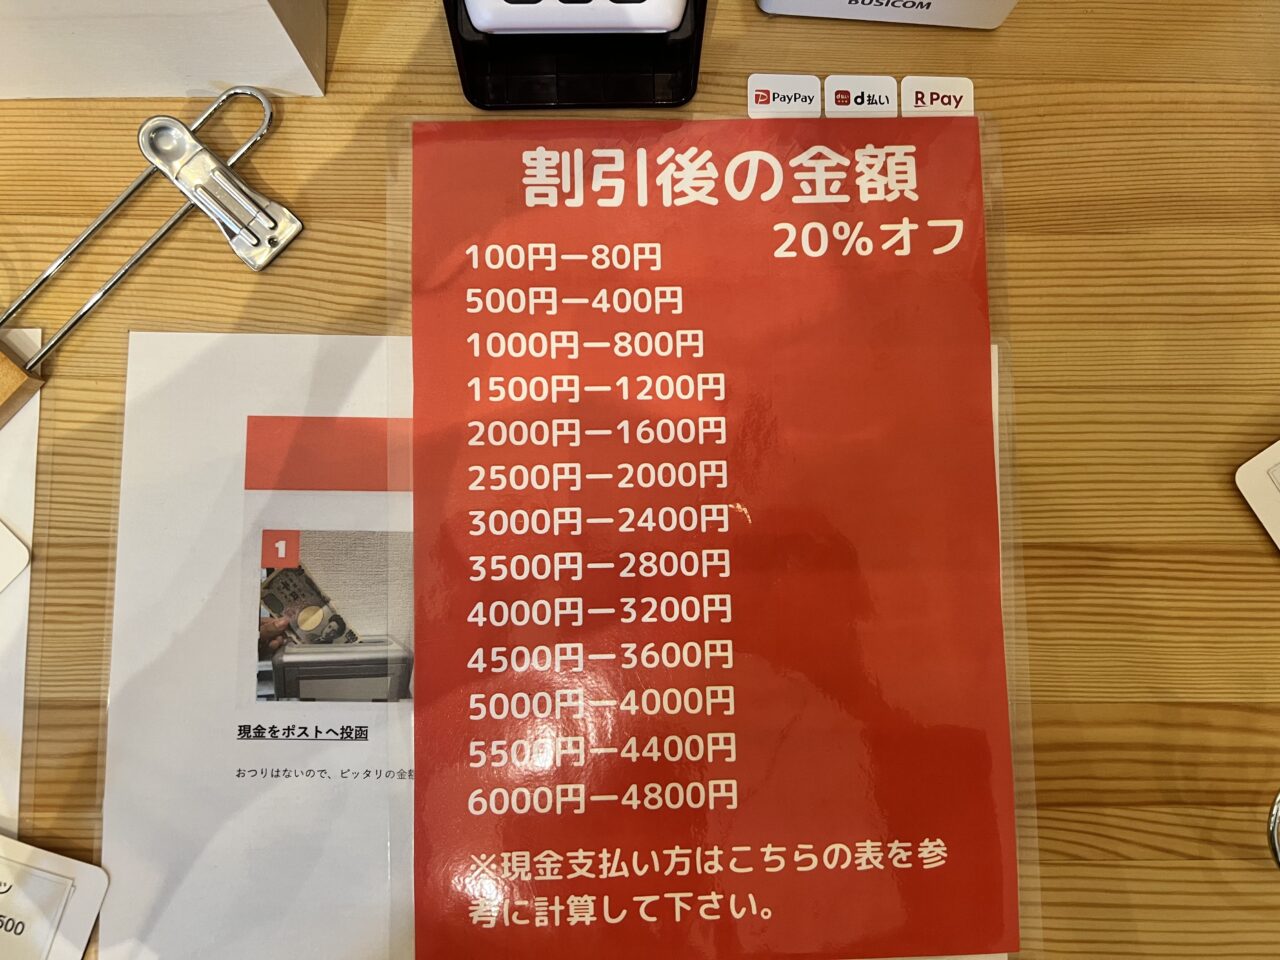 BUSICOM
PayPay
d払い
R Pay
割引後の金額
20%オフ
100円ー80円
500円ー400円
1000円ー800円
1500円ー1200円
2000円ー1600円
2500円ー2000円
3000円ー2400円
3500円ー2800円
4000円ー3200円
4500円ー3600円
5000円ー4000円
5500円ー4400円
6000円ー4800円
※現金支払い方はこちらの表を参
考に計算して下さい。
1
現金をポストへ投函
おつりはないので、ピッタリの金額
ツ
500